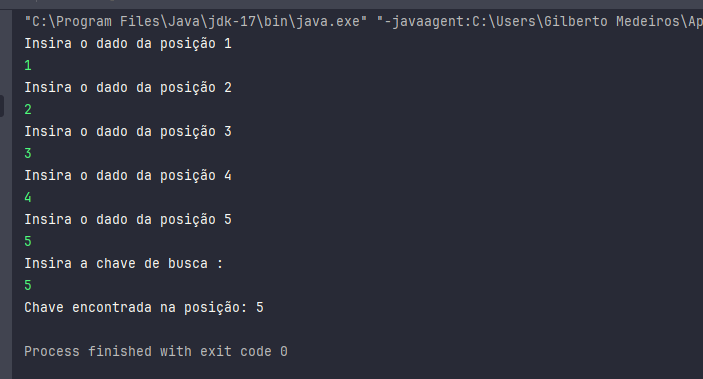 "C:\Program Files\Java\jdk-17\bin\java.exe" "-javaagent:C:\Users\Gilberto Medeiros\Ap
Insira o dado da posição 1
1
Insira o dado da posição 2
2
Insira o dado da posição 3
3
Insira o dado da posição 4
4
Insira o dado da posição 5
5
Insira a chave de busca :
5
Chave encontrada na posição: 5
Process finished with exit code 0